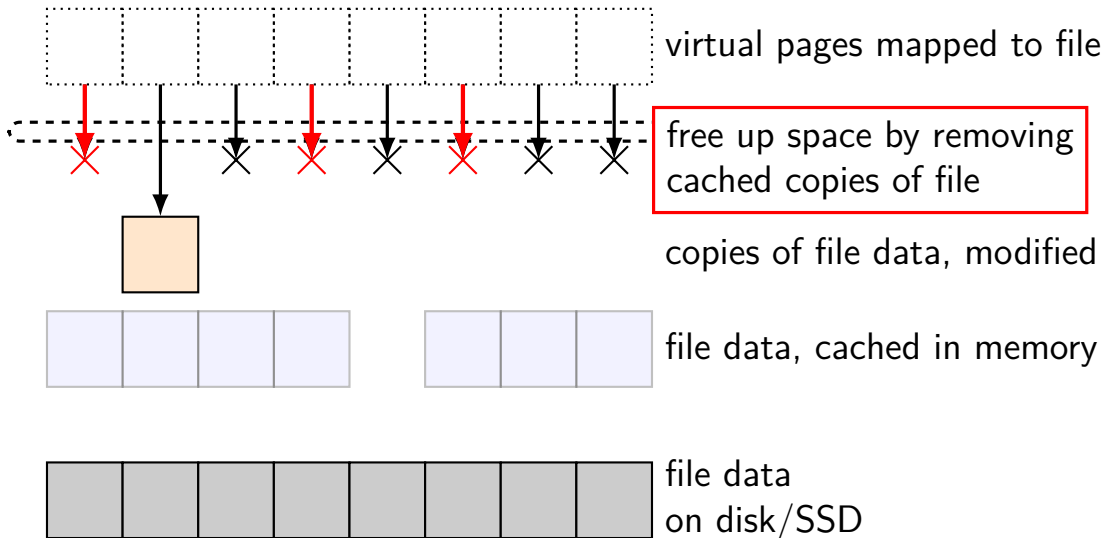 virtual pages mapped to file
free up space by removing
cached copies of file
copies of file data, modified
file data, cached in memory
file data
on disk/SSD